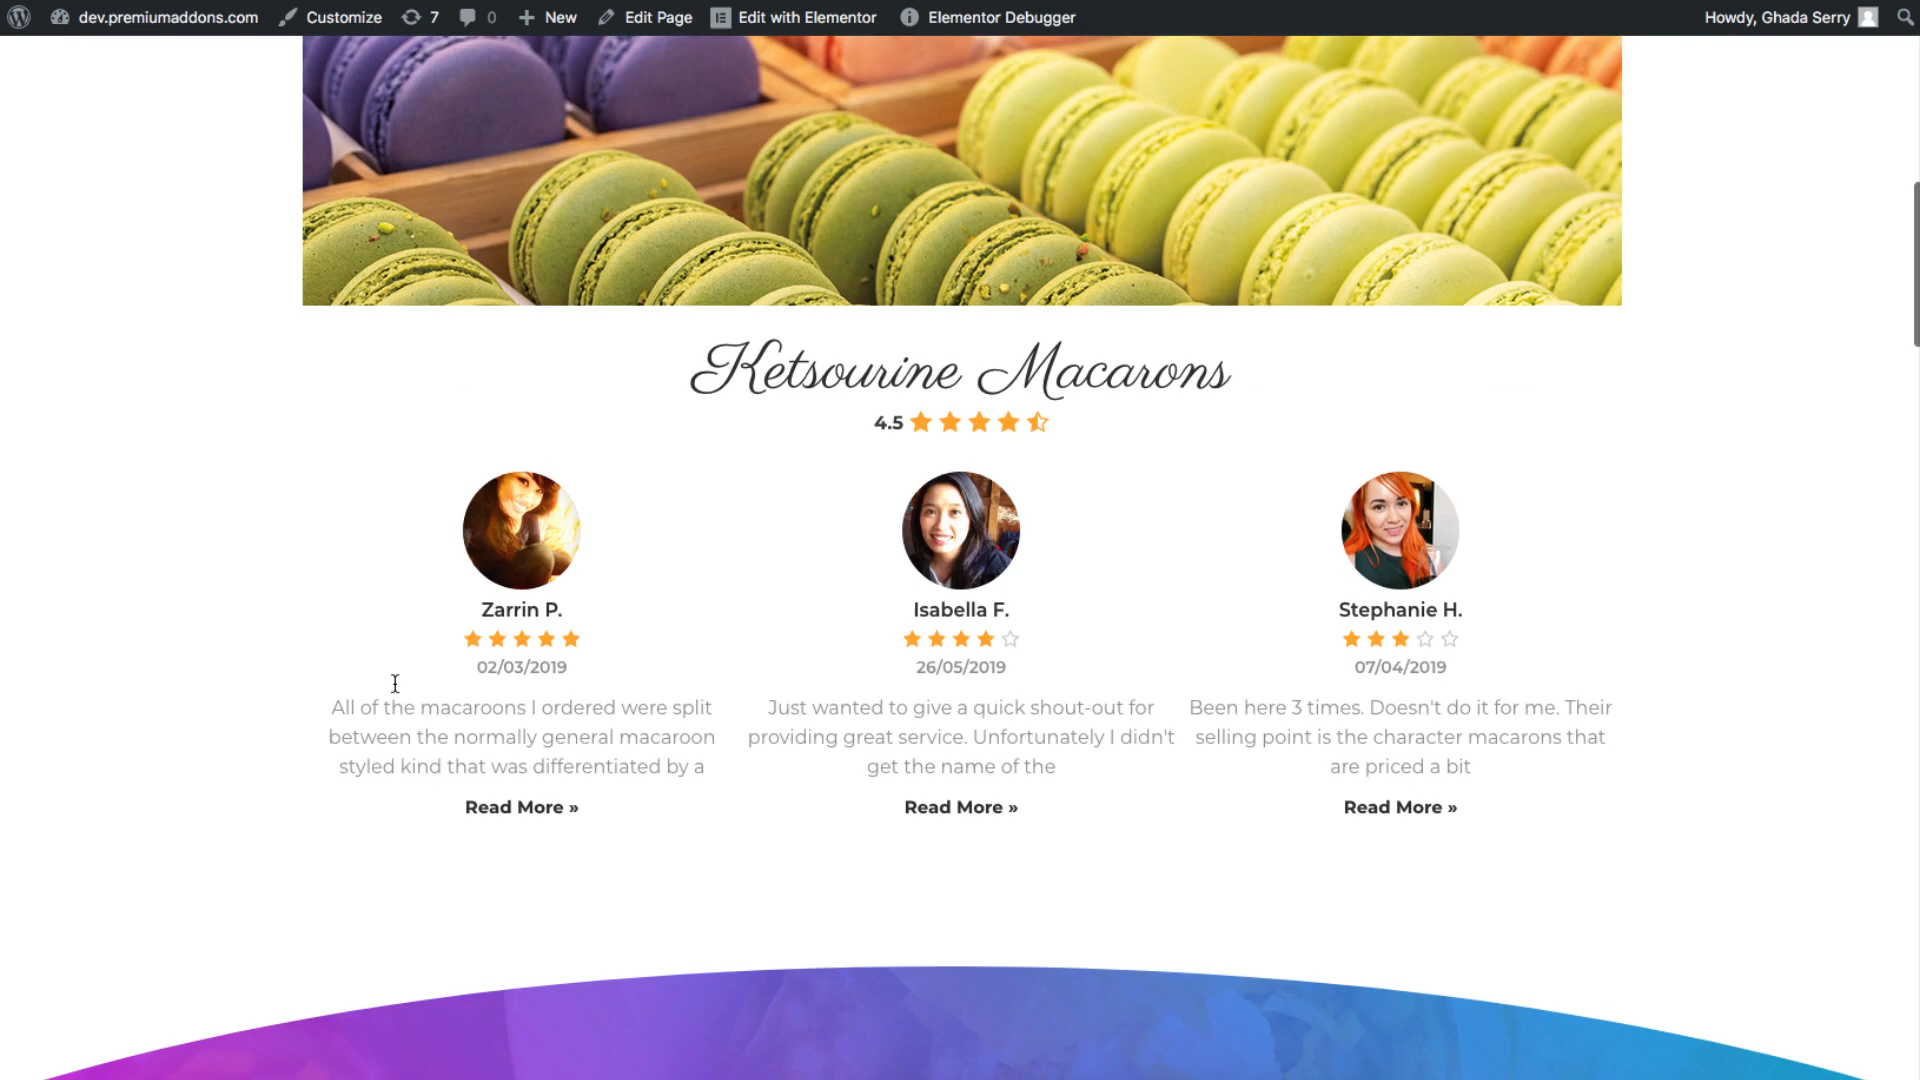 dev.premiumaddons.com Customize 7 0 New Edit Page Edit with Elementor Elementor Debugger Howdy, Ghada Serry
Ketsourine Macarons
4.5
Zarrin P.
02/03/2019
All of the macaroons I ordered were split
between the normally general macaroon
styled kind that was differentiated by a
Read More »
Isabella F.
26/05/2019
Just wanted to give a quick shout-out for
providing great service. Unfortunately I didn't
get the name of the
Read More »
Stephanie H.
07/04/2019
Been here 3 times. Doesn't do it for me. Their
selling point is the character macarons that
are priced a bit
Read More »